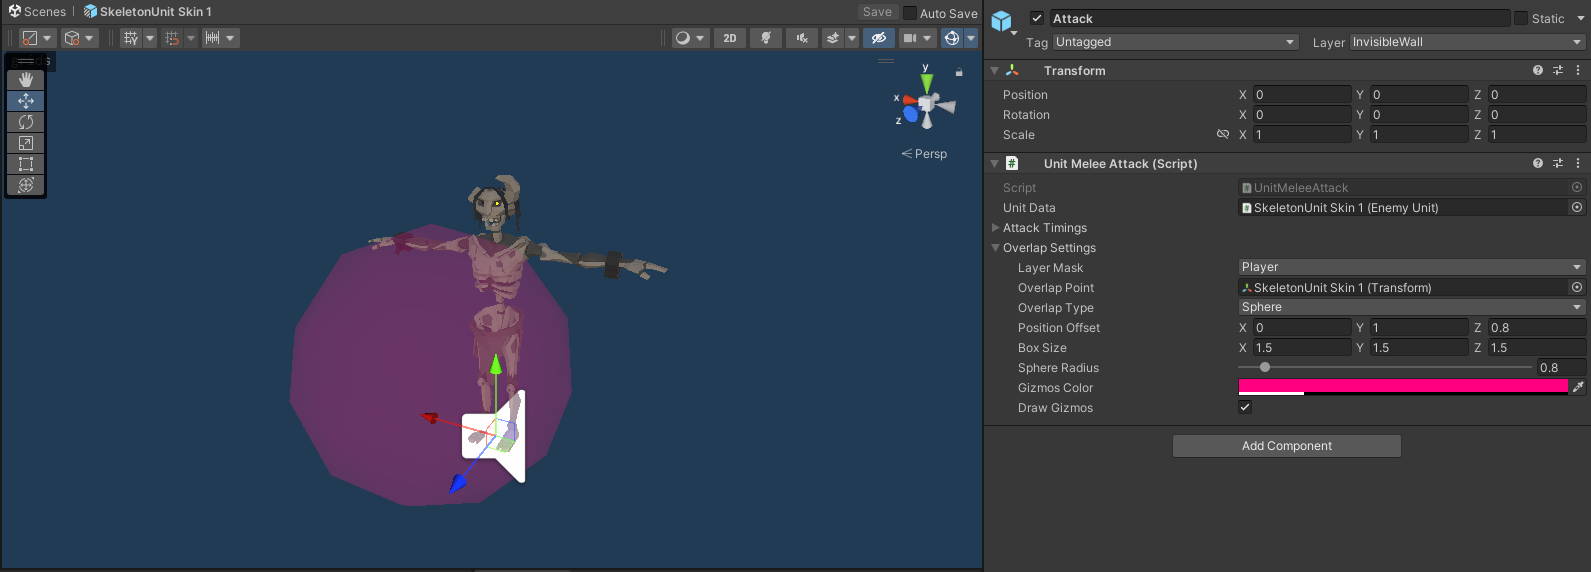 Scenes
SkeletonUnit Skin 1
Save
Auto Save
2D
y
x
z
Persp
Attack
Static
Tag
Untagged
Layer
InvisibleWall
Transform
Position X 0 Y 0 Z 0
Rotation X 0 Y 0 Z 0
Scale X 1 Y 1 Z 1
# Unit Melee Attack (Script)
Script # UnitMeleeAttack
Unit Data SkeletonUnit Skin 1 (Enemy Unit)
Attack Timings
Overlap Settings
Layer Mask Player
Overlap Point SkeletonUnit Skin 1 (Transform)
Overlap Type Sphere
Position Offset X 0 Y 1 Z 0.8
Box Size X 1.5 Y 1.5 Z 1.5
Sphere Radius 0.8
Gizmos Color
Draw Gizmos
Add Component